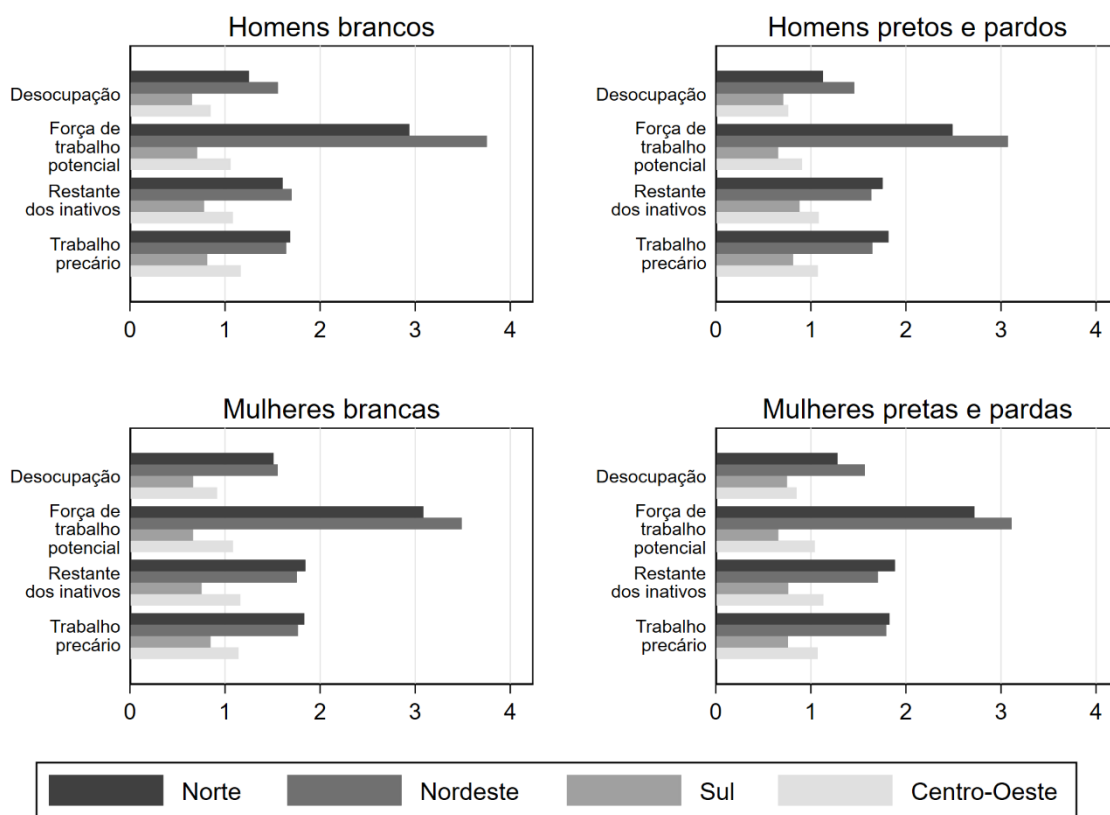 Homens brancos
Desocupação
Força de
trabalho
potencial
Restante
dos inativos
Trabalho
precário
0 1 2 3 4
Homens pretos e pardos
Desocupação
Força de
trabalho
potencial
Restante
dos inativos
Trabalho
precário
0 1 2 3 4
Mulheres brancas
Desocupação
Força de
trabalho
potencial
Restante
dos inativos
Trabalho
precário
0 1 2 3 4
Mulheres pretas e pardas
Desocupação
Força de
trabalho
potencial
Restante
dos inativos
Trabalho
precário
0 1 2 3 4
Norte Nordeste Sul Centro-Oeste